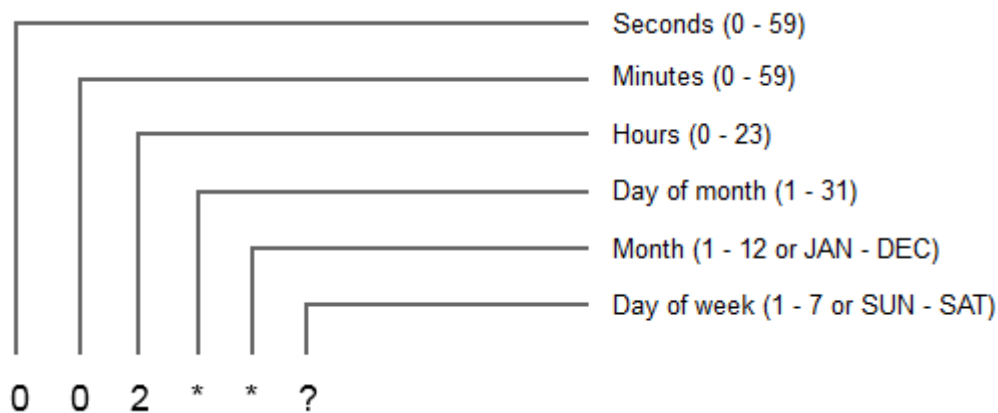 Seconds (0 - 59)
Minutes (0 - 59)
Hours (0 - 23)
Day of month (1 - 31)
Month (1 - 12 or JAN - DEC)
Day of week (1 - 7 or SUN - SAT)
0 0 2 * * ?